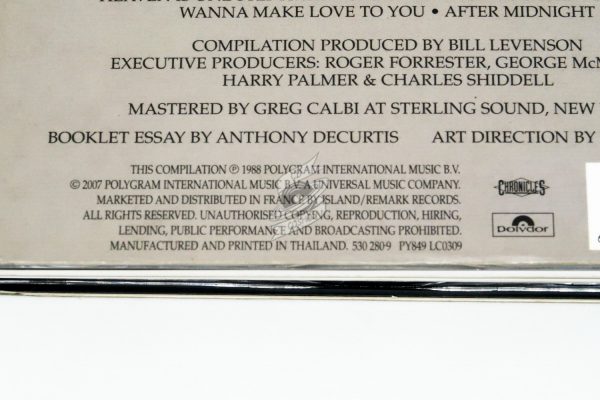 WANNA MAKE LOVE TO YOU • AFTER MIDNIGHT
COMPILATION PRODUCED BY BILL LEVENSON
EXECUTIVE PRODUCERS: ROGER FORRESTER, GEORGE McM
HARRY PALMER & CHARLES SHIDDELL
MASTERED BY GREG CALBI AT STERLING SOUND, NEW
BOOKLET ESSAY BY ANTHONY DECURTIS ART DIRECTION BY
THIS COMPILATION ℗ 1988 POLYGRAM INTERNATIONAL MUSIC B.V.
© 2007 POLYGRAM INTERNATIONAL MUSIC B.V. A UNIVERSAL MUSIC COMPANY.
MARKETED AND DISTRIBUTED IN FRANCE BY ISLAND/REMARK RECORDS.
ALL RIGHTS RESERVED. UNAUTHORISED COPYING, REPRODUCTION, HIRING,
LENDING, PUBLIC PERFORMANCE AND BROADCASTING PROHIBITED.
MANUFACTURED AND PRINTED IN THAILAND. 530 280-9 PY849 LC0309
CHRONICLES
Polydor